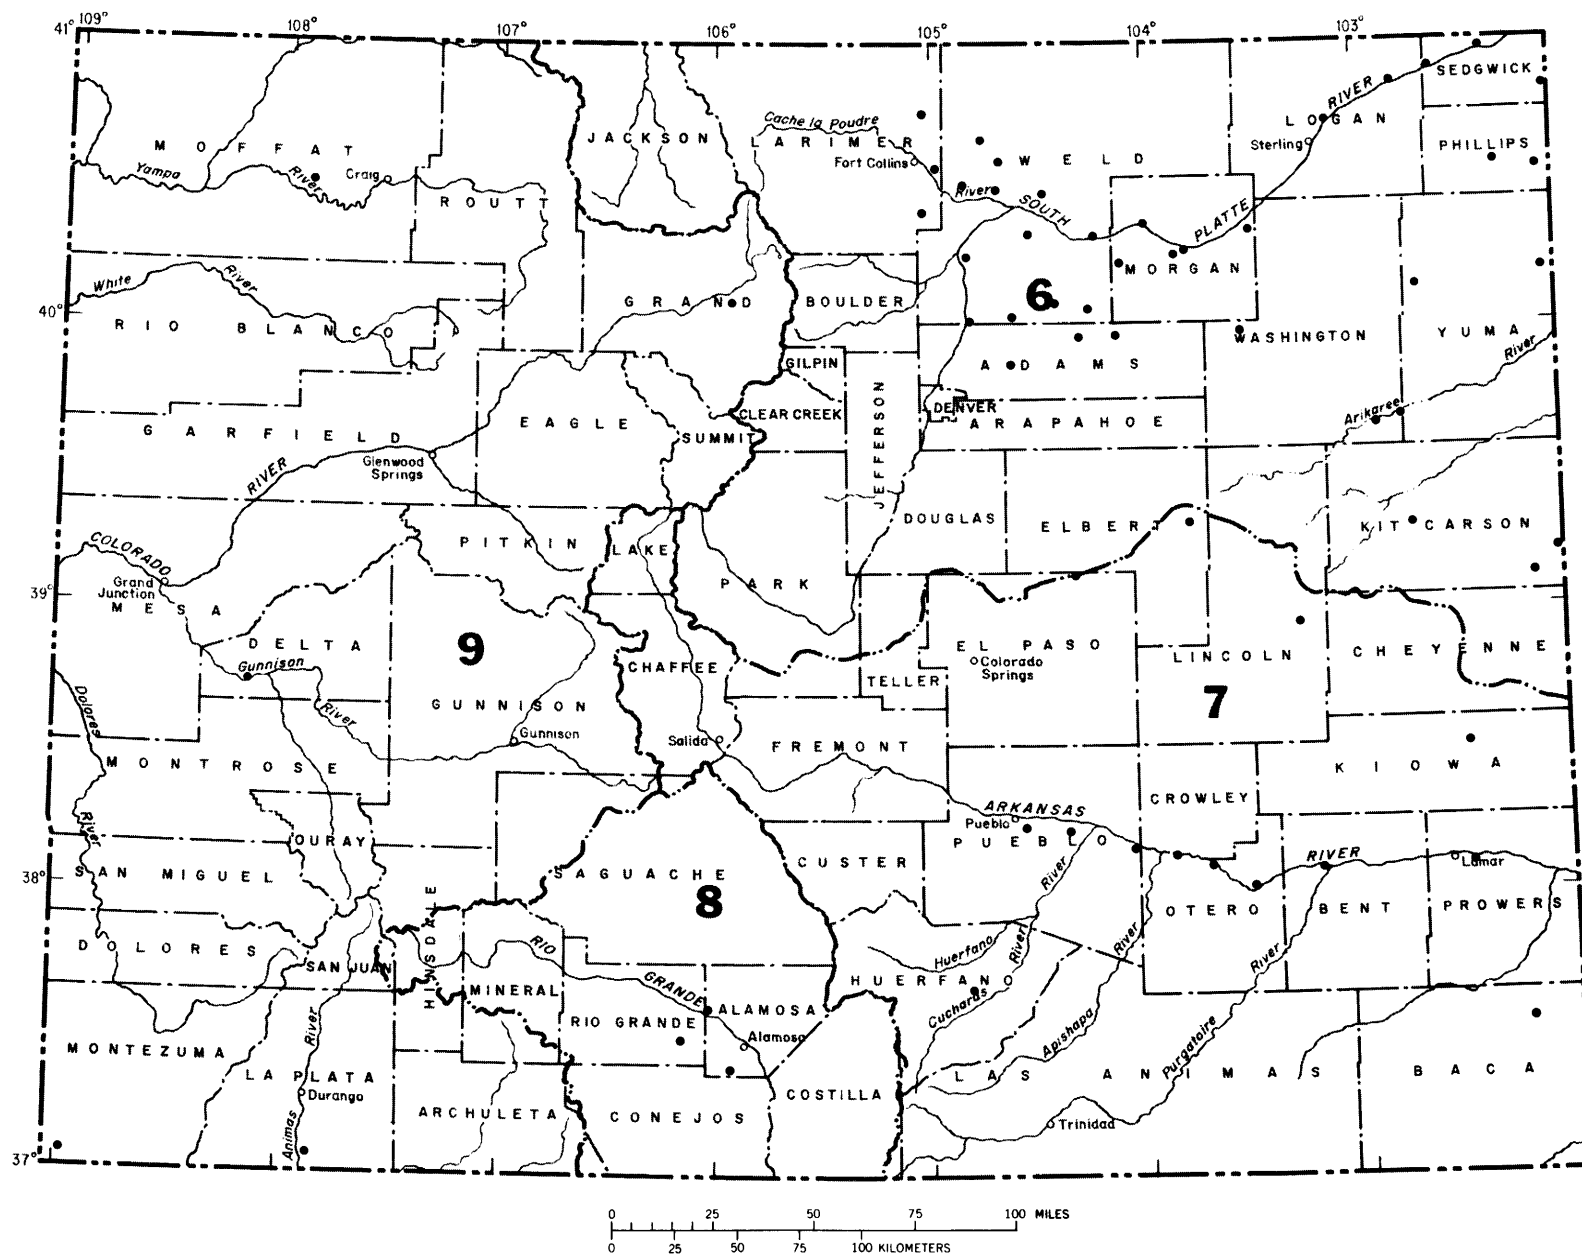 41° 109° 108° 107° 106° 105° 104° 103°
SEDGWICK
RIVER
LOGAN
Cache la Poudre
JACKSON
LARIMER
MOFFAT
Sterling
PHILLIPS
WELD
Fort Collins
Yampa
River
Craig
ROUTT
River
SOUTH
PLATTE
MORGAN
White
River
GRAND
BOULDER
6
40°
RIO BLANCO
WASHINGTON
YUMA
River
GILPIN
ADAMS
JEFFERSON
CLEAR CREEK
DENVER
Arikaree
EAGLE
ARAPAHOE
GARFIELD
SUMMIT
Glenwood
Springs
RIVER
DOUGLAS
ELBERT
KIT CARSON
COLORADO
PITKIN
LAKE
PARK
Grand
Junction
39°
MESA
DELTA
9
EL PASO
LINCOLN
CHEYENNE
Gunnison
CHAFFEE
Colorado
Springs
TELLER
Dolores
River
GUNNISON
7
Gunnison
Salida
FREMONT
MONTROSE
KIOWA
CROWLEY
ARKANSAS
Pueblo
River
OURAY
PUEBLO
RIVER
Lamar
CUSTER
38°
SAN MIGUEL
SAGUACHE
River
8
OTERO
BENT
PROWERS
DOLORES
HINSDALE
RIO
Huerfano
River
River
River
SAN JUAN
GRANDE
HUERFANO
MINERAL
ALAMOSA
Cucharas
RIO GRANDE
River
Alamosa
Apishapa
MONTEZUMA
Purgatoire
LA PLATA
LAS ANIMAS
BACA
Durango
COSTILLA
ARCHULETA
CONEJOS
Trinidad
Animas
37°
0 25 50 75 100 MILES
0 25 50 75 100 KILOMETERS